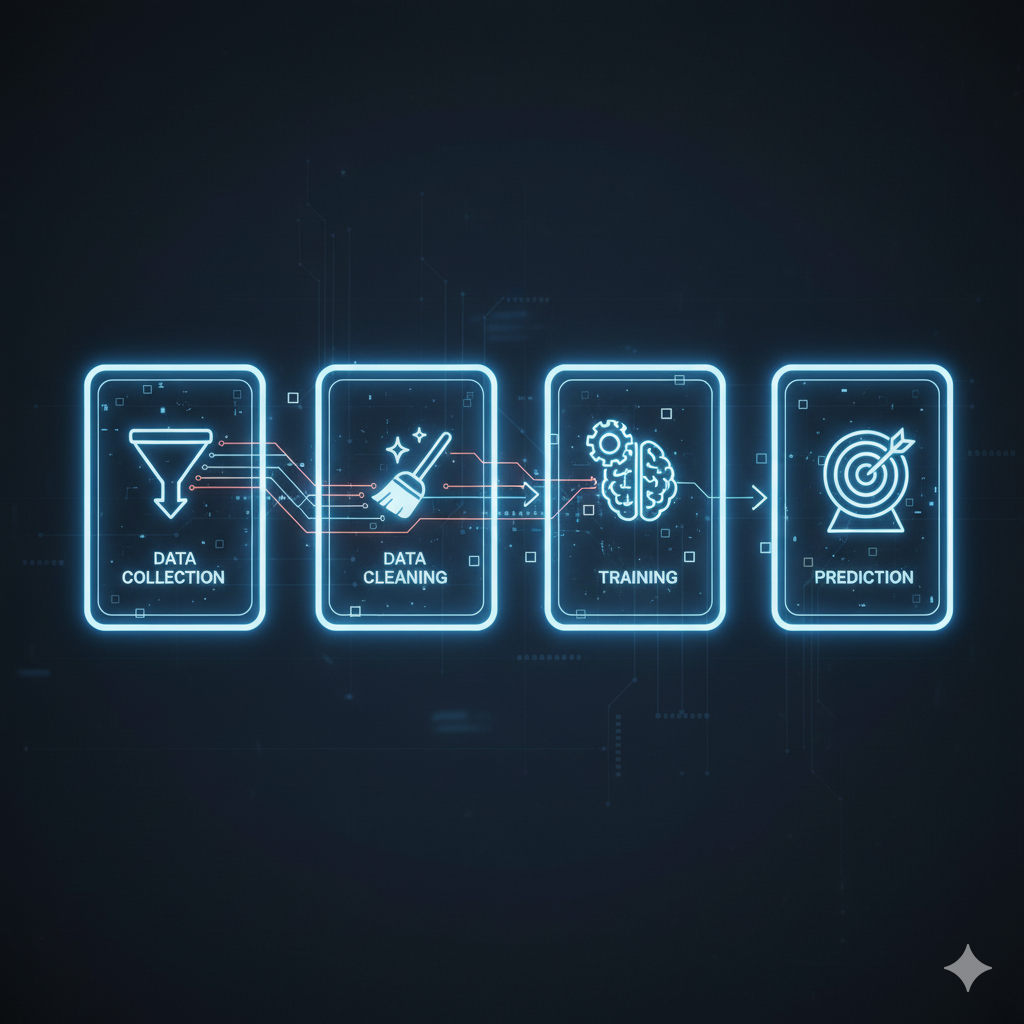 DATA
COLLECTION
DATA
CLEANING
TRAINING
PREDICTION